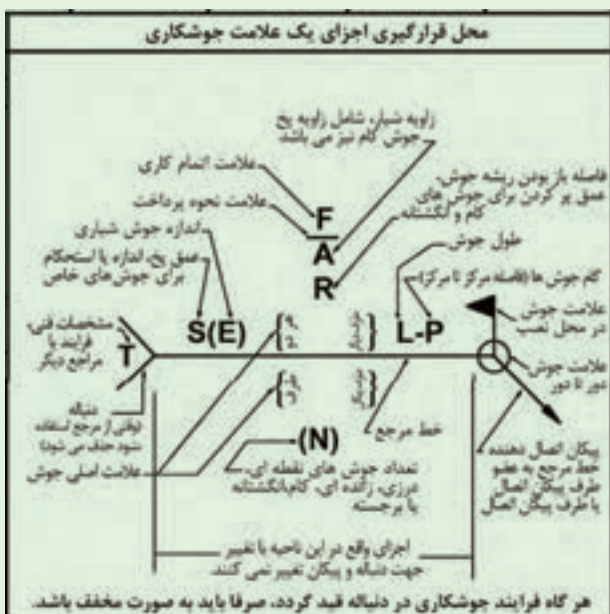 محل قرارگیری اجزای یک علامت جوشکاری
زاویه شیار، شامل زاویه پخ
جوش کام نیز می باشد
علامت اتمام کاری
علامت نحوه پرداخت
F
A
R
فاصله باز بودن ریشه جوش،
عمق پر کردن برای جوش های
کام و انگشتانه
اندازه جوش شیاری
عمق پخ، اندازه یا استحکام
برای جوش‌های خاص
طول جوش
گام جوش ها (فاصله مرکز تا مرکز)
S(E)
L-P
علامت جوش
در محل نصب
مشخصات فنی،
فرایند یا
مراجع دیگر
T
علامت جوش
دور تا دور
دنباله
(وقتی از مرجع استفاده
نشود حذف می شود)
علامت اصلی جوش
خط مرجع
(N)
تعداد جوش های نقطه ای،
درزی، زائده ای، کام،انگشتانه
یا برجسته.
پیکان اتصال دهنده
خط مرجع به عضو
طرف پیکان اتصال
یا طرف پیکان اتصال
اجزای واقع در این ناحیه با تغییر
جهت دنباله و پیکان تغییر نمی کنند.
هر گاه فرایند جوشکاری در دنباله قید گردد، صرفا باید به صورت مخفف باشد.